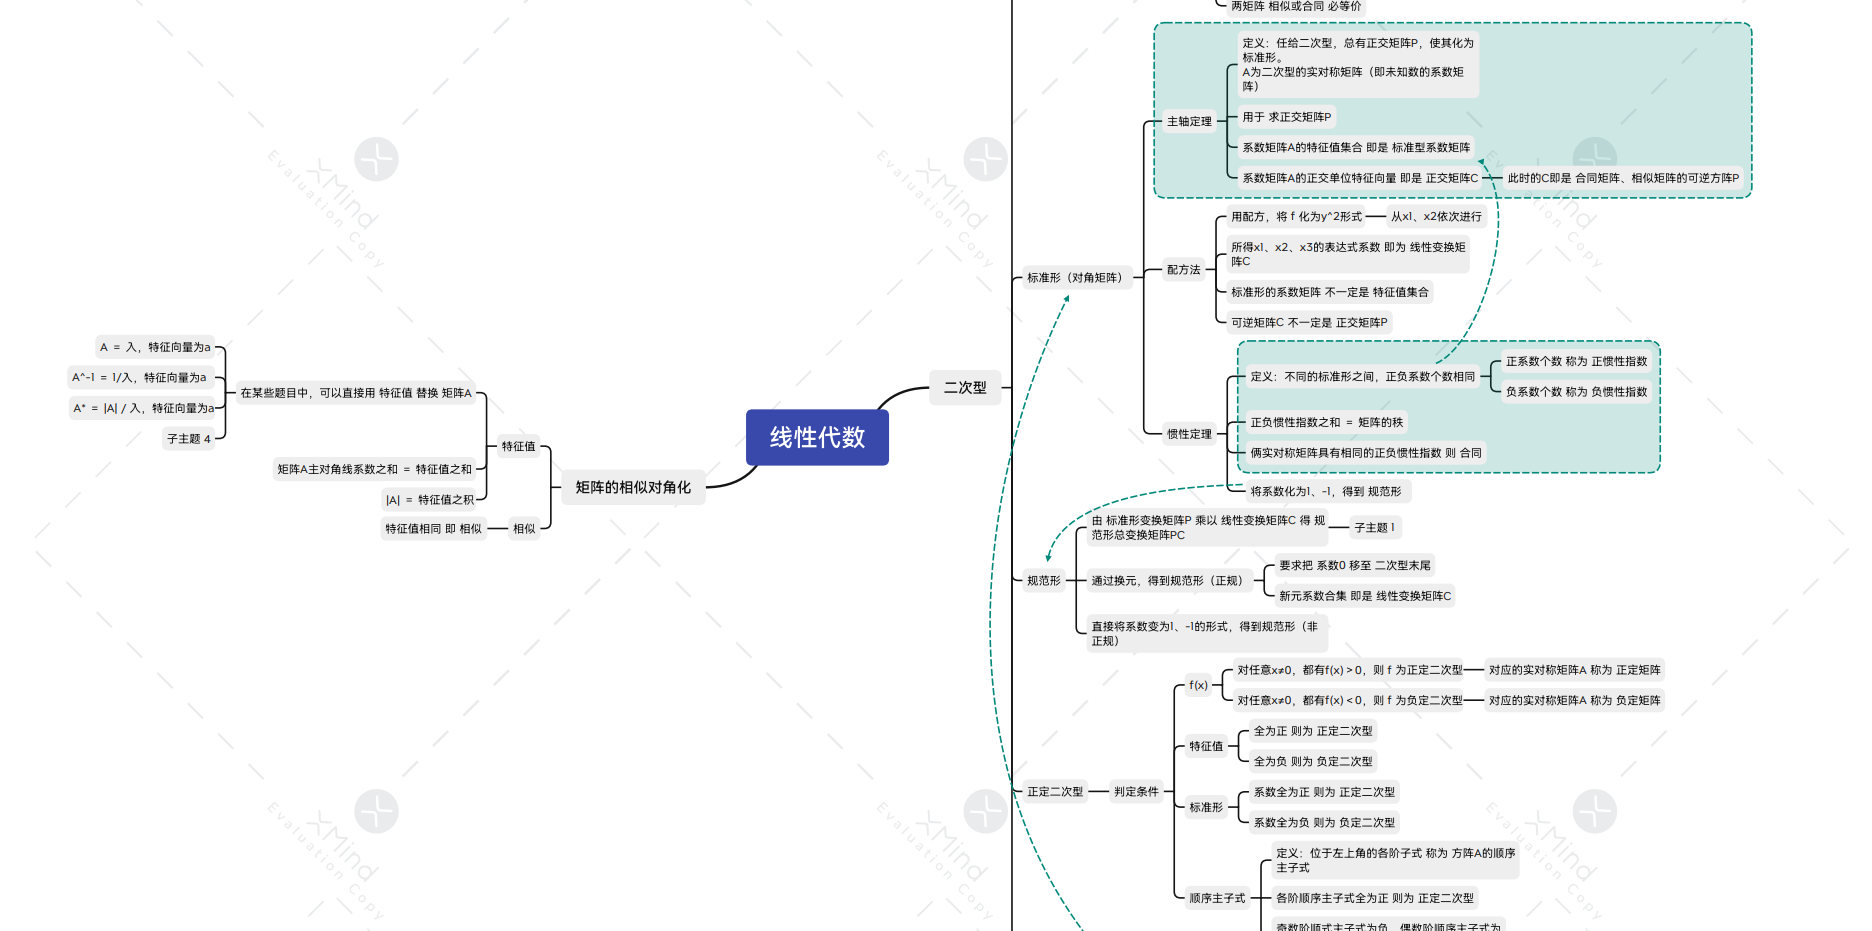 两矩阵 相似或合同 必等价
定义：任给二次型，总有正交矩阵P，使其化为
标准形。
A为二次型的实对称矩阵（即未知数的系数矩
阵）
主轴定理
用于 求正交矩阵P
系数矩阵A的特征值集合 即是 标准型系数矩阵
系数矩阵A的正交单位特征向量 即是 正交矩阵C
此时的C即是 合同矩阵、相似矩阵的可逆方阵P
用配方，将 f 化为y^2形式
从x1、x2依次进行
所得x1、x2、x3的表达式系数 即为 线性变换矩
阵C
配方法
标准形（对角矩阵）
标准形的系数矩阵 不一定是 特征值集合
可逆矩阵C 不一定是 正交矩阵P
定义：不同的标准形之间，正负系数个数相同
正系数个数 称为 正惯性指数
负系数个数 称为 负惯性指数
正负惯性指数之和 = 矩阵的秩
惯性定理
俩实对称矩阵具有相同的正负惯性指数 则 合同
将系数化为1、-1，得到 规范形
二次型
线性代数
由 标准形变换矩阵P 乘以 线性变换矩阵C 得 规
范形总变换矩阵PC
子主题 1
规范形
通过换元，得到规范形（正规）
要求把 系数0 移至 二次型末尾
新元系数合集 即是 线性变换矩阵C
直接将系数变为1、-1的形式，得到规范形（非
正规）
f(x)
对任意x≠0，都有f(x) > 0，则 f 为正定二次型
对应的实对称矩阵A 称为 正定矩阵
对任意x≠0，都有f(x) < 0，则 f 为负定二次型
对应的实对称矩阵A 称为 负定矩阵
特征值
全为正 则为 正定二次型
全为负 则为 负定二次型
正定二次型
判定条件
标准形
系数全为正 则为 正定二次型
系数全为负 则为 负定二次型
定义：位于左上角的各阶子式 称为 方阵A的顺序
主子式
顺序主子式
各阶顺序主子式全为正 则为 正定二次型
奇数阶顺式主子式为负，偶数阶顺序主子式为
A = 入，特征向量为a
A^-1 = 1/入，特征向量为a
A* = |A| / 入，特征向量为a
子主题 4
在某些题目中，可以直接用 特征值 替换 矩阵A
特征值
矩阵A主对角线系数之和 = 特征值之和
|A| = 特征值之积
矩阵的相似对角化
特征值相同 即 相似
相似
XMind
Evaluation Copy
XMind
Evaluation Copy
XMind
Evaluation Copy
XMind
Evaluation Copy
XMind
Evaluation Copy
XMind
Evaluation Copy